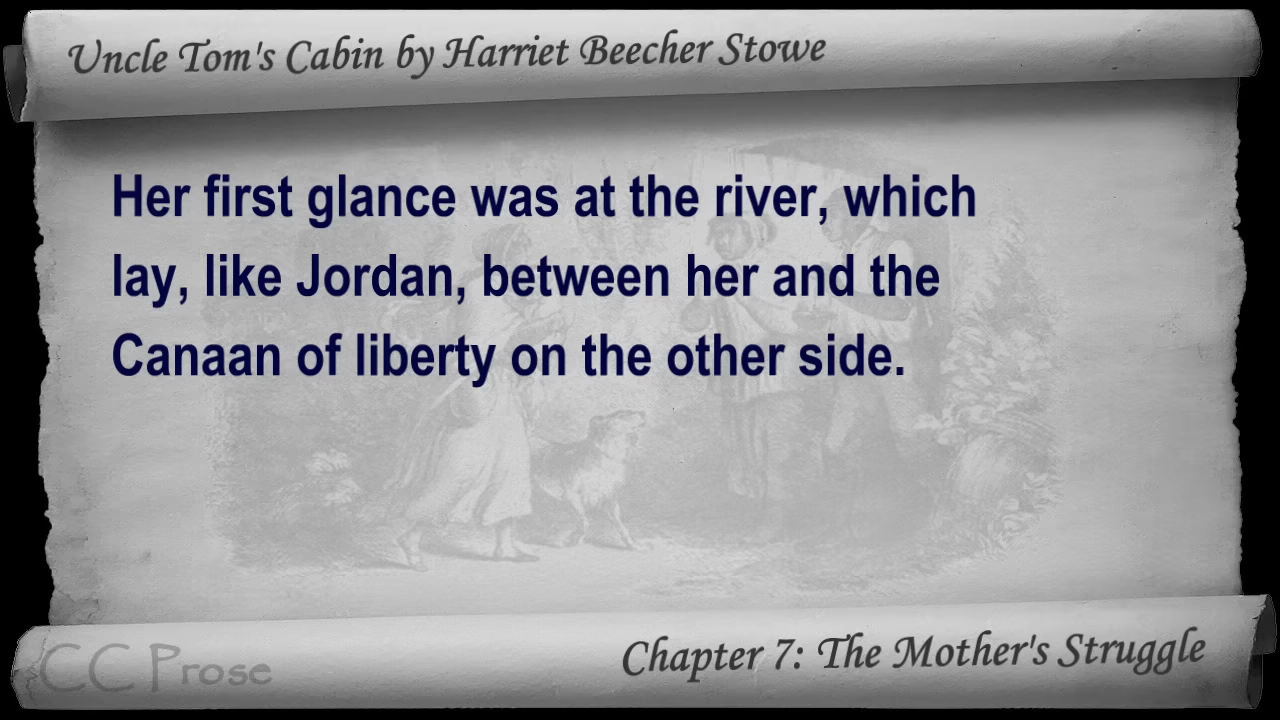 Uncle Tom's Cabin by Harriet Beecher Stowe
Her first glance was at the river, which
lay, like Jordan, between her and the
Canaan of liberty on the other side.
CC Prose
Chapter 7: The Mother's Struggle